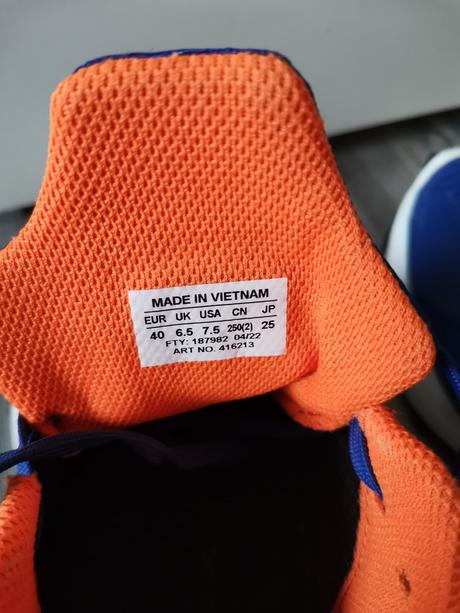 MADE IN VIETNAM
EUR UK USA CN JP
40 6.5 7.5 250(2) 25
FTY: 187982 04/22
ART NO. 416213